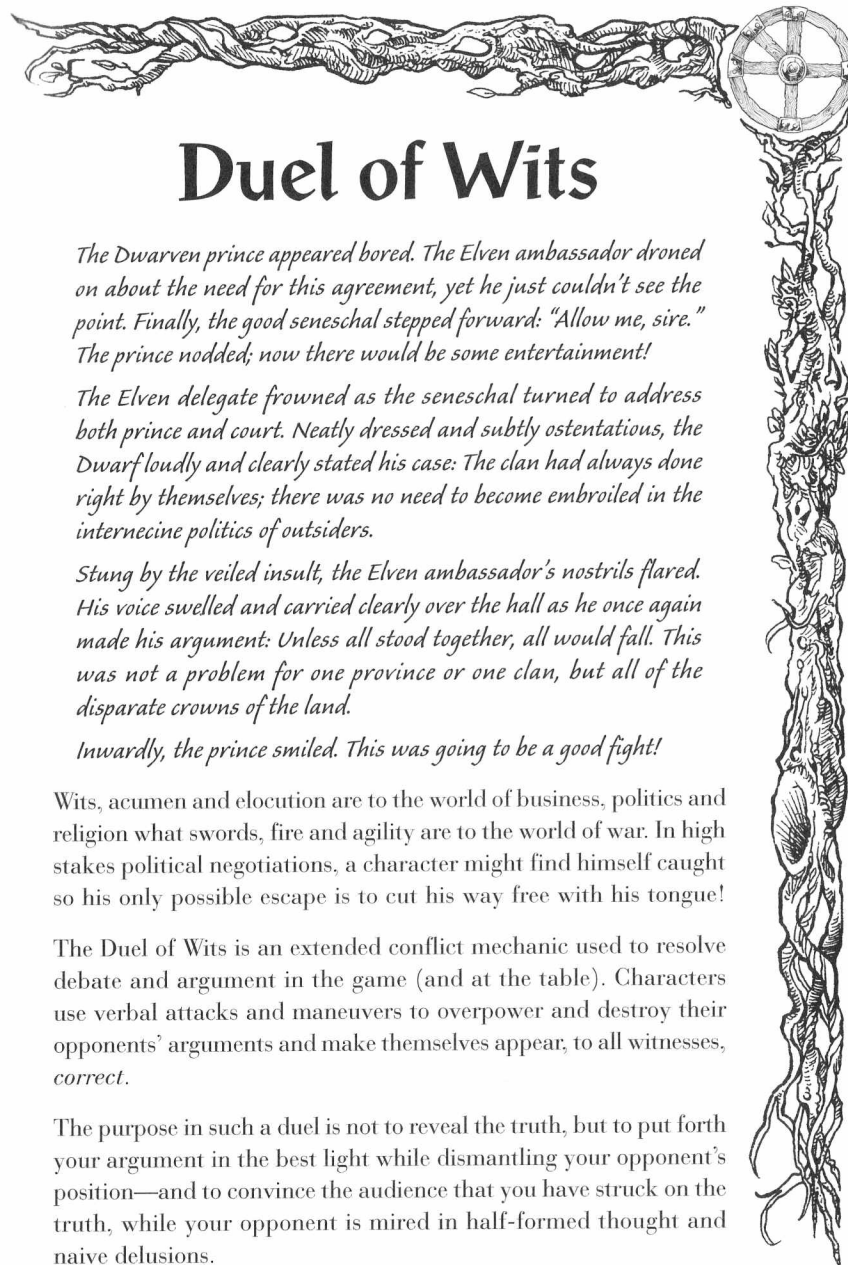 Duel of Wits
The Dwarven prince appeared bored. The Elven ambassador droned
on about the need for this agreement, yet he just couldn't see the
point. Finally, the good seneschal stepped forward: “Allow me, sire.”
The prince nodded; now there would be some entertainment!
The Elven delegate frowned as the seneschal turned to address
both prince and court. Neatly dressed and subtly ostentatious, the
Dwarf loudly and clearly stated his case: The clan had always done
right by themselves; there was no need to become embroiled in the
internecine politics of outsiders.
Stung by the veiled insult, the Elven ambassador's nostrils flared.
His voice swelled and carried clearly over the hall as he once again
made his argument: Unless all stood together, all would fall. This
was not a problem for one province or one clan, but all of the
disparate crowns of the land.
Inwardly, the prince smiled. This was going to be a good fight!
Wits, acumen and elocution are to the world of business, politics and
religion what swords, fire and agility are to the world of war. In high
stakes political negotiations, a character might find himself caught
so his only possible escape is to cut his way free with his tongue!
The Duel of Wits is an extended conflict mechanic used to resolve
debate and argument in the game (and at the table). Characters
use verbal attacks and maneuvers to overpower and destroy their
opponents' arguments and make themselves appear, to all witnesses,
correct.
The purpose in such a duel is not to reveal the truth, but to put forth
your argument in the best light while dismantling your opponent's
position—and to convince the audience that you have struck on the
truth, while your opponent is mired in half-formed thought and
naive delusions.